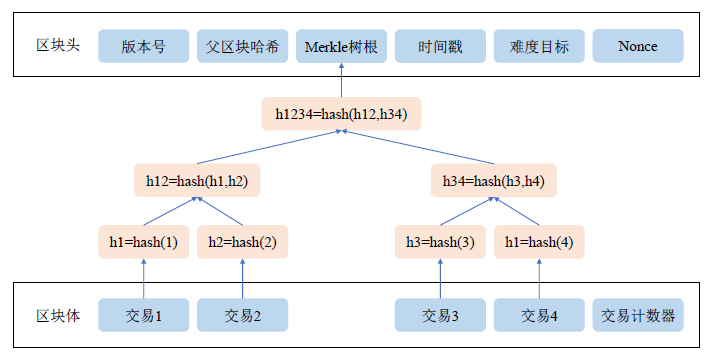 区块头
版本号
父区块哈希
Merkle树根
时间戳
难度目标
Nonce
h1234=hash(h12,h34)
h12=hash(h1,h2)
h34=hash(h3,h4)
h1=hash(1)
h2=hash(2)
h3=hash(3)
h1=hash(4)
区块体
交易1
交易2
交易3
交易4
交易计数器